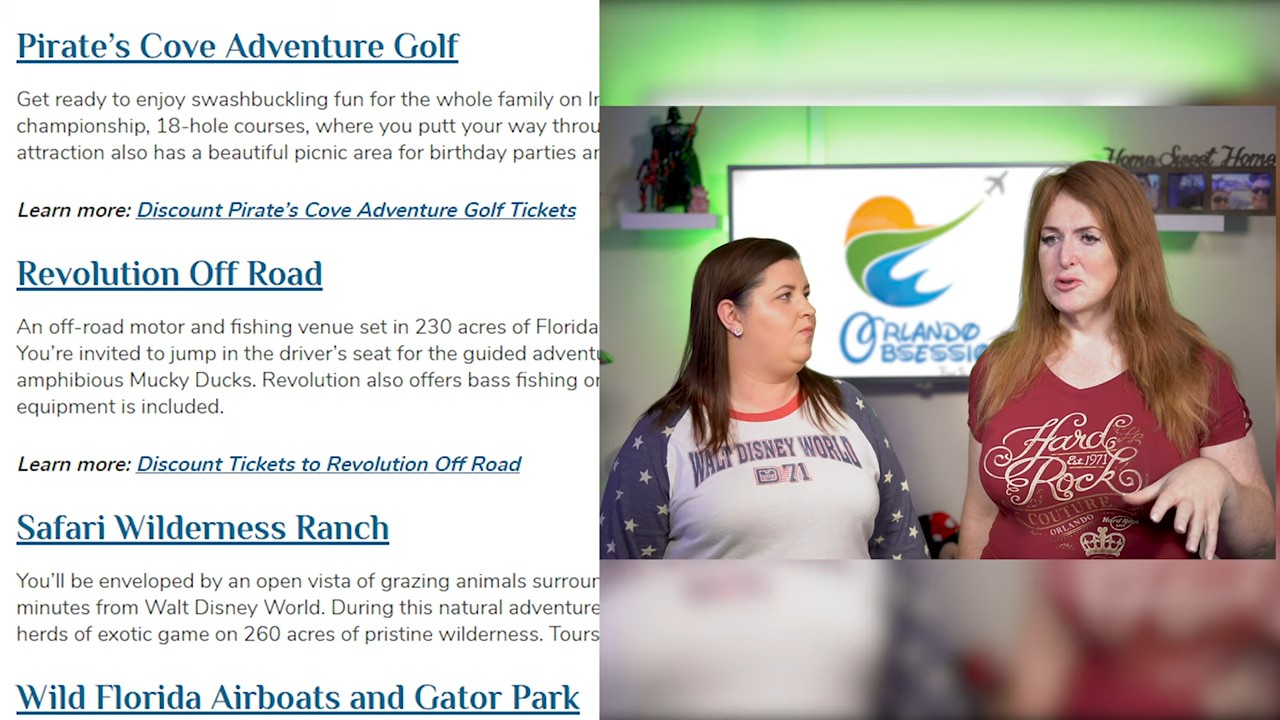 Pirate's Cove Adventure Golf
Get ready to enjoy swashbuckling fun for the whole family on
championship, 18-hole courses, where you putt your way
attraction also has a beautiful picnic area for birthday parties
Learn more: Discount Pirate's Cove Adventure Golf Tickets
Revolution Off Road
An off-road motor and fishing venue set in 230 acres of Florida
You're invited to jump in the driver's seat for the guided
amphibious Mucky Ducks. Revolution also offers bass fishing
equipment is included.
Learn more: Discount Tickets to Revolution Off Road
Safari Wilderness Ranch
You'll be enveloped by an open vista of grazing animals
minutes from Walt Disney World. During this natural adventure
herds of exotic game on 260 acres of pristine wilderness. Tours
Wild Florida Airboats and Gator Park
Home Sweet Home
ORLANDO
WALT DISNEY WORLD
71
Hard
Est 1971
Rock
COUTURE
ORLANDO
Hard Rock